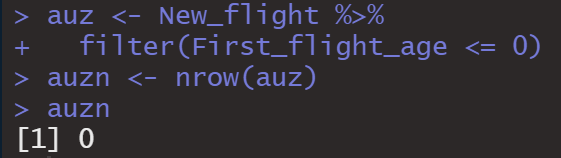 > auz <- New_flight %>%
+   filter(First_flight_age <= 0)
> auzn <- nrow(auz)
> auzn
[1] 0